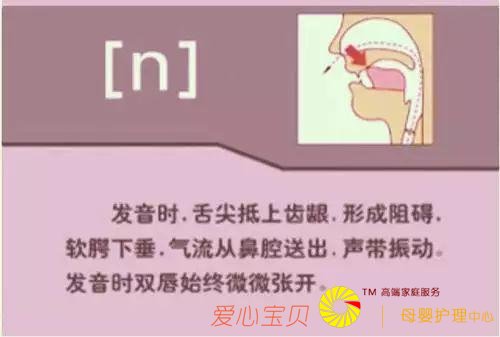 [n]
发音时.舌尖抵上齿龈.形成阻碍.
软腭下垂.气流从鼻腔送出.声带振动。
发音时双唇始终微微张开。
TM 高端家庭服务
爱心宝贝 | 母婴护理中心